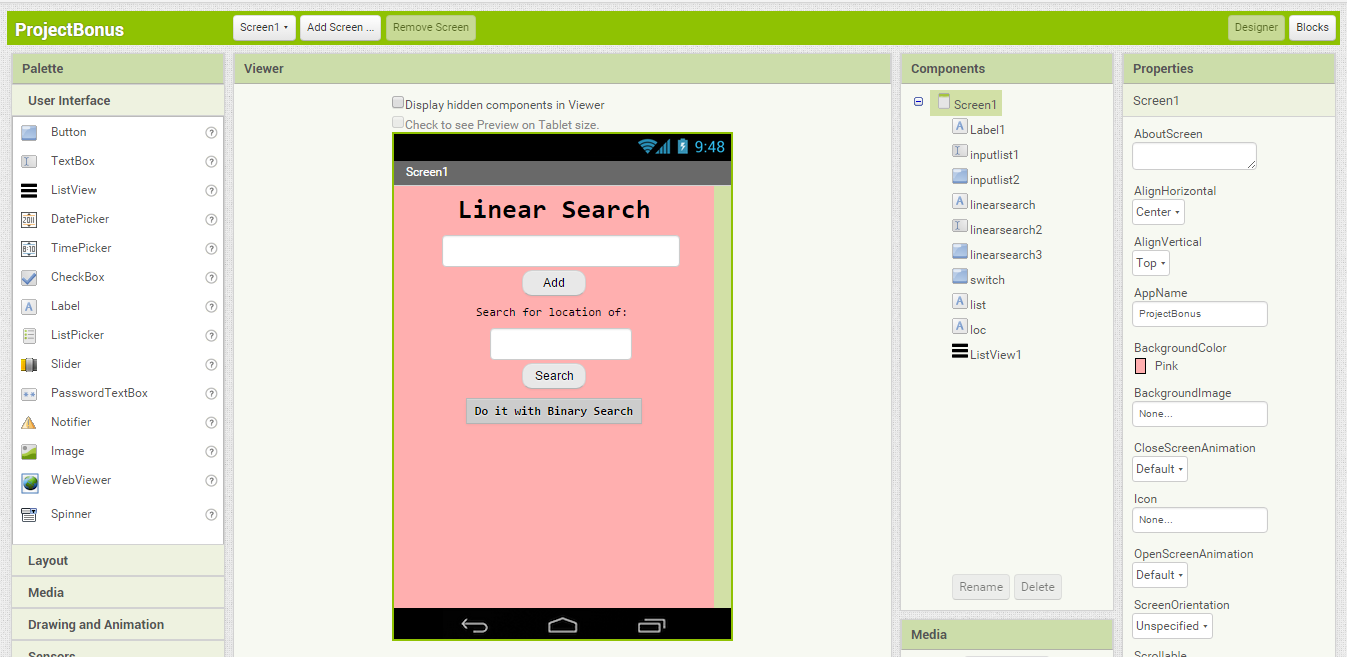 ProjectBonus
Screen1
Add Screen ...
Remove Screen
Designer
Blocks
Palette
User Interface
Button
TextBox
ListView
DatePicker
TimePicker
CheckBox
Label
ListPicker
Slider
PasswordTextBox
Notifier
Image
WebViewer
Spinner
Layout
Media
Drawing and Animation
Sensors
Viewer
Display hidden components in Viewer
Check to see Preview on Tablet size.
9:48
Screen1
Linear Search
Add
Search for location of:
Search
Do it with Binary Search
Components
Screen1
Label1
inputlist1
inputlist2
linearsearch
linearsearch2
linearsearch3
switch
list
loc
ListView1
Rename
Delete
Media
Properties
Screen1
AboutScreen
AlignHorizontal
Center
AlignVertical
Top
AppName
ProjectBonus
BackgroundColor
Pink
BackgroundImage
None...
CloseScreenAnimation
Default
Icon
None...
OpenScreenAnimation
Default
ScreenOrientation
Unspecified
Scrollable